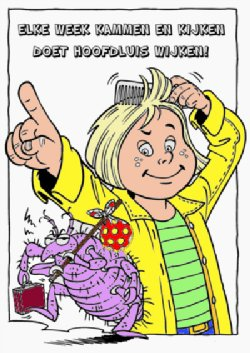 ELKE WEEK KAMMEN EN KIJKEN
DOET HOOFDLUIS WIJKEN!